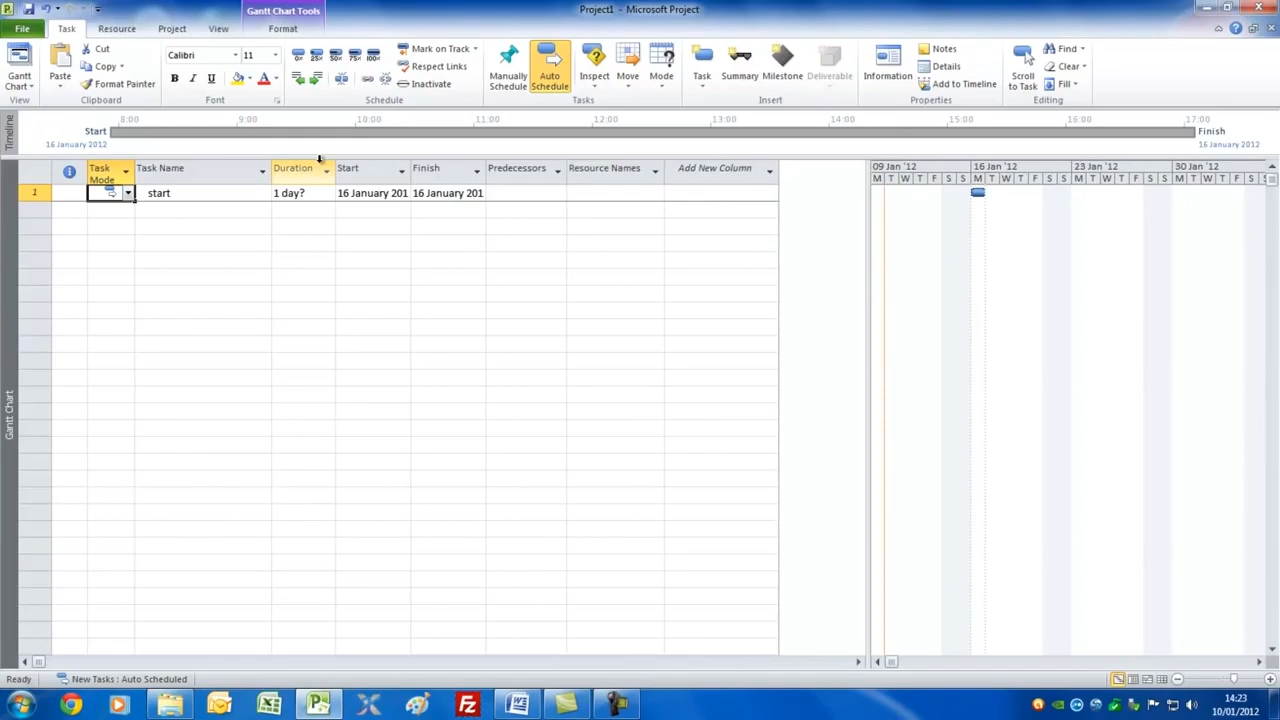 Gantt Chart Tools
Project1 - Microsoft Project
File Task Resource Project View Format
Gantt Chart
Paste
Cut
Copy
Format Painter
Calibri 11
B I U A
0% 25% 50% 75% 100%
Mark on Track
Respect Links
Inactivate
Manually Schedule
Auto Schedule
Inspect
Move
Mode
Task
Summary
Milestone
Deliverable
Information
Notes
Details
Add to Timeline
Scroll to Task
Find
Clear
Fill
View Clipboard Font Schedule Tasks Insert Properties Editing
Timeline
8:00 9:00 10:00 11:00 12:00 13:00 14:00 15:00 16:00 17:00
Start
16 January 2012
Finish
16 January 2012
Task Mode Task Name Duration Start Finish Predecessors Resource Names Add New Column
09 Jan '12 16 Jan '12 23 Jan '12 30 Jan '12
M T W T F S S M T W T F S S M T W T F S S M T W T F S
1 start 1 day? 16 January 201 16 January 201
Gantt Chart
Ready New Tasks : Auto Scheduled
14:23
10/01/2012